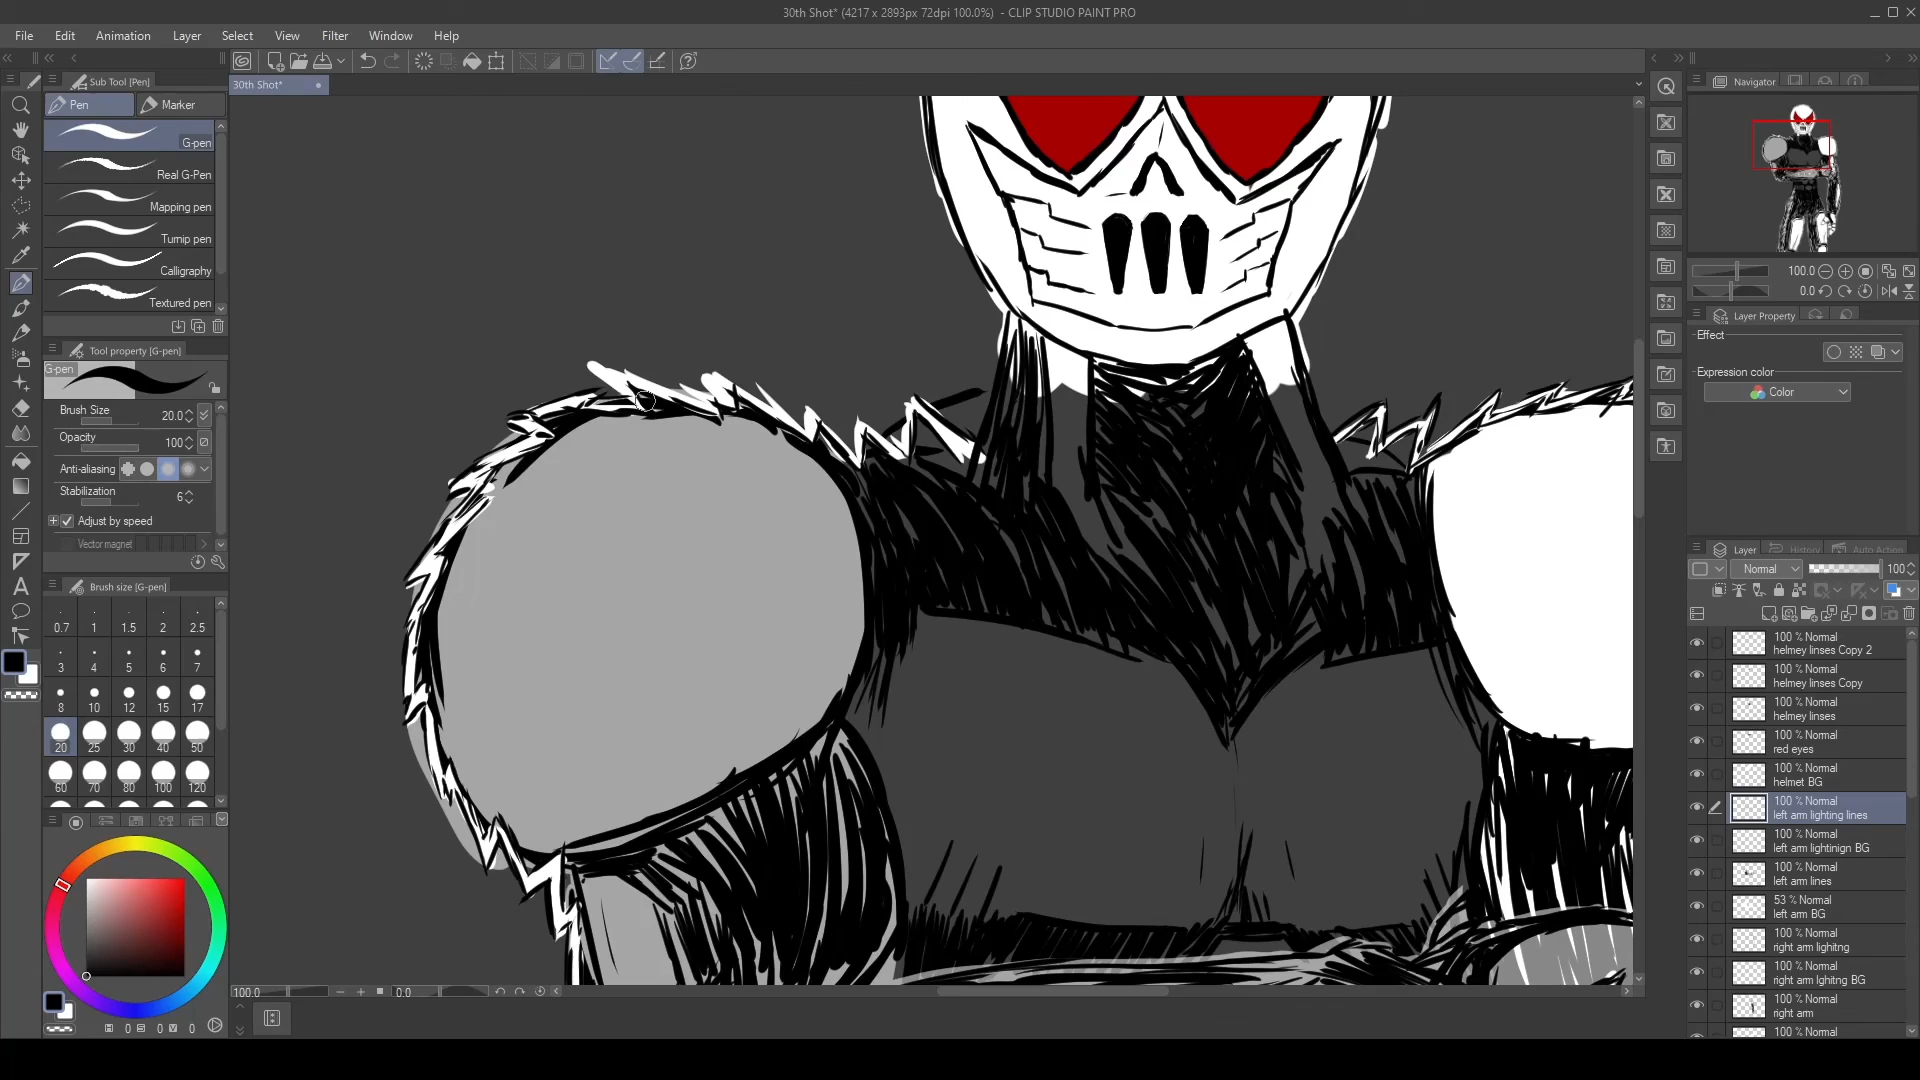 30th Shot* (4217 x 2893px 72dpi 100.0%) - CLIP STUDIO PAINT PRO
File Edit Animation Layer Select View Filter Window Help
Sub Tool [Pen]
30th Shot*
Navigator
Pen Marker
G-pen
Real G-Pen
Mapping pen
Turnip pen
Calligraphy
Textured pen
Tool property [G-pen]
G-pen
Brush Size 20.0
Opacity 100
Anti-aliasing
Stabilization 6
Adjust by speed
Vector magnet
Brush size [G-pen]
0.7 1 1.5 2 2.5
3 4 5 6 7
8 10 12 15 17
20 25 30 40 50
60 70 80 100 120
H 0 S 0 V 0
100.0 0.0
100.0
0.0
Layer Property
Effect
Expression color
Color
Layer History Auto Action
Normal 100
100 % Normal
helmey linses Copy 2
100 % Normal
helmey linses Copy
100 % Normal
helmey linses
100 % Normal
red eyes
100 % Normal
helmet BG
100 % Normal
left arm lighting lines
100 % Normal
left arm lightinign BG
100 % Normal
left arm lines
53 % Normal
left arm BG
100 % Normal
right arm lighitng
100 % Normal
right arm lghitng BG
100 % Normal
right arm
100 % Normal